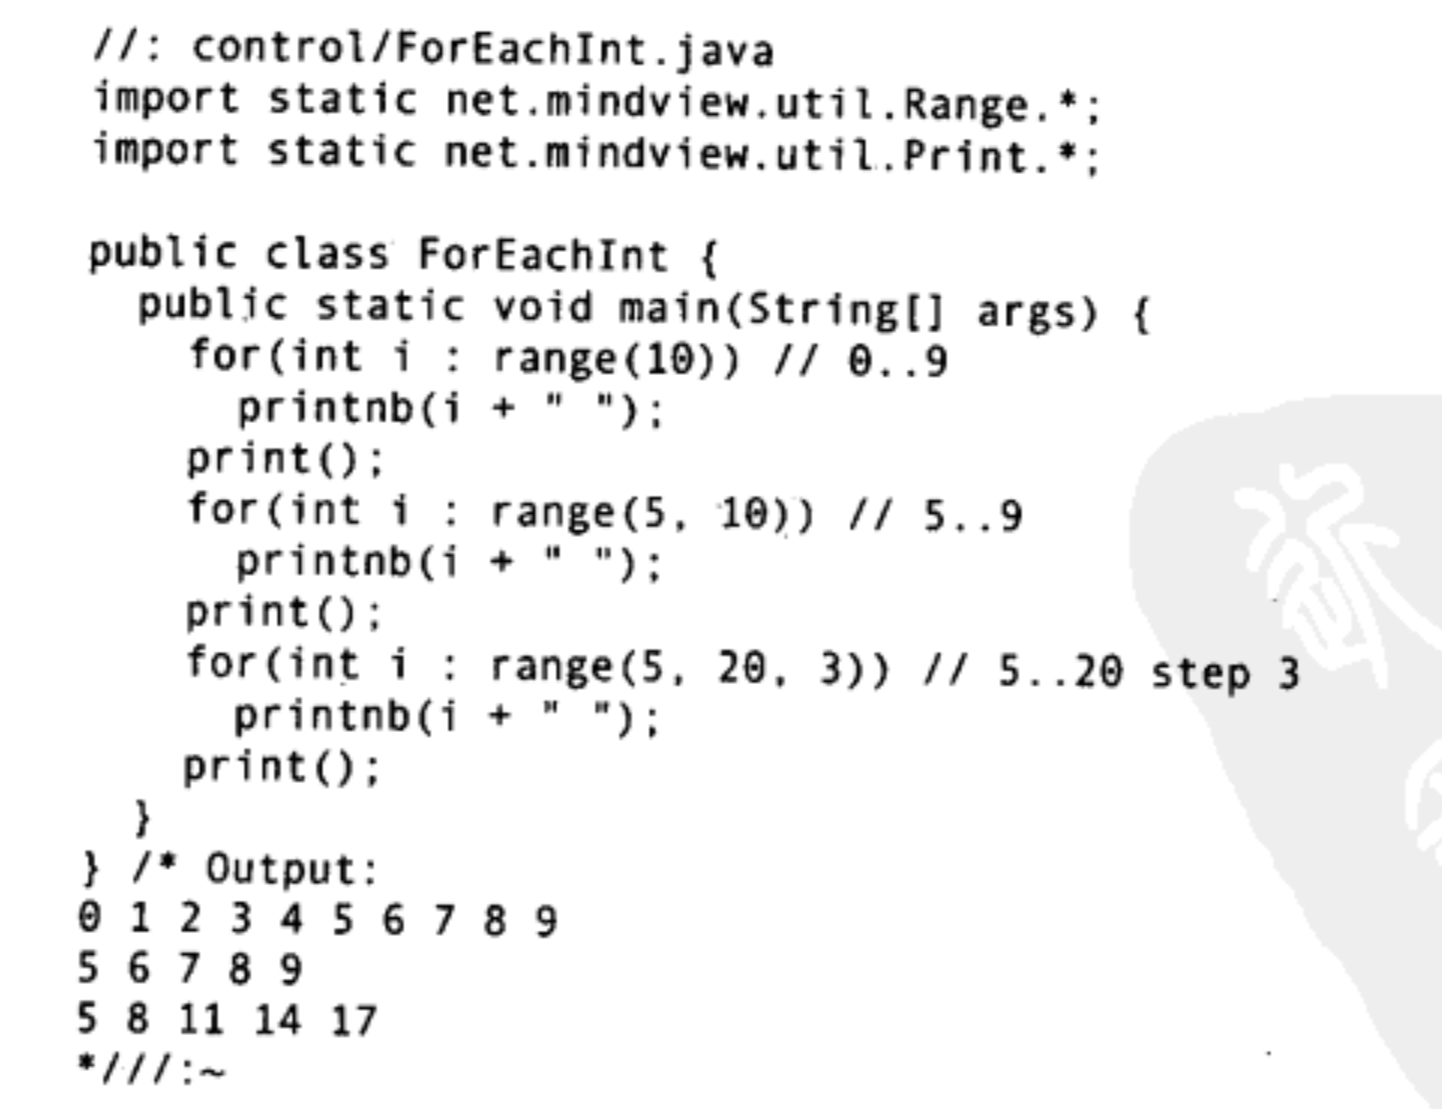 //: control/ForEachInt.java
import static net.mindview.util.Range.*;
import static net.mindview.util.Print.*;

public class ForEachInt {
  public static void main(String[] args) {
    for(int i : range(10)) // 0..9
      printnb(i + " ");
    print();
    for(int i : range(5, 10)) // 5..9
      printnb(i + " ");
    print();
    for(int i : range(5, 20, 3)) // 5..20 step 3
      printnb(i + " ");
    print();
  }
} /* Output:
0 1 2 3 4 5 6 7 8 9
5 6 7 8 9
5 8 11 14 17
*///:~